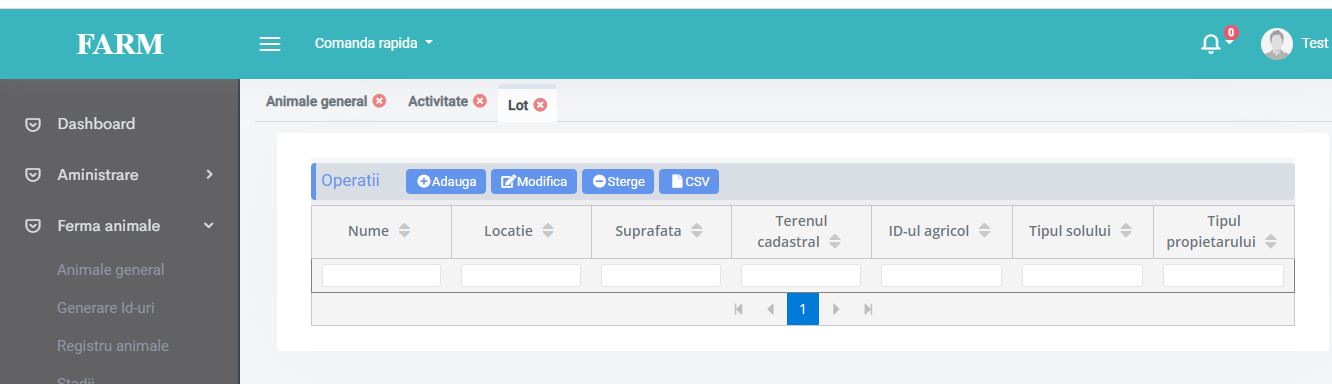 FARM
Comanda rapida
0
Test
Dashboard
Aministrare
Ferma animale
Animale general
Generare Id-uri
Registru animale
Stadii
Animale general
Activitate
Lot
Operatii
Adauga
Modifica
Sterge
CSV
Nume
Locatie
Suprafata
Terenul
cadastral
ID-ul agricol
Tipul solului
Tipul
propietarului
1